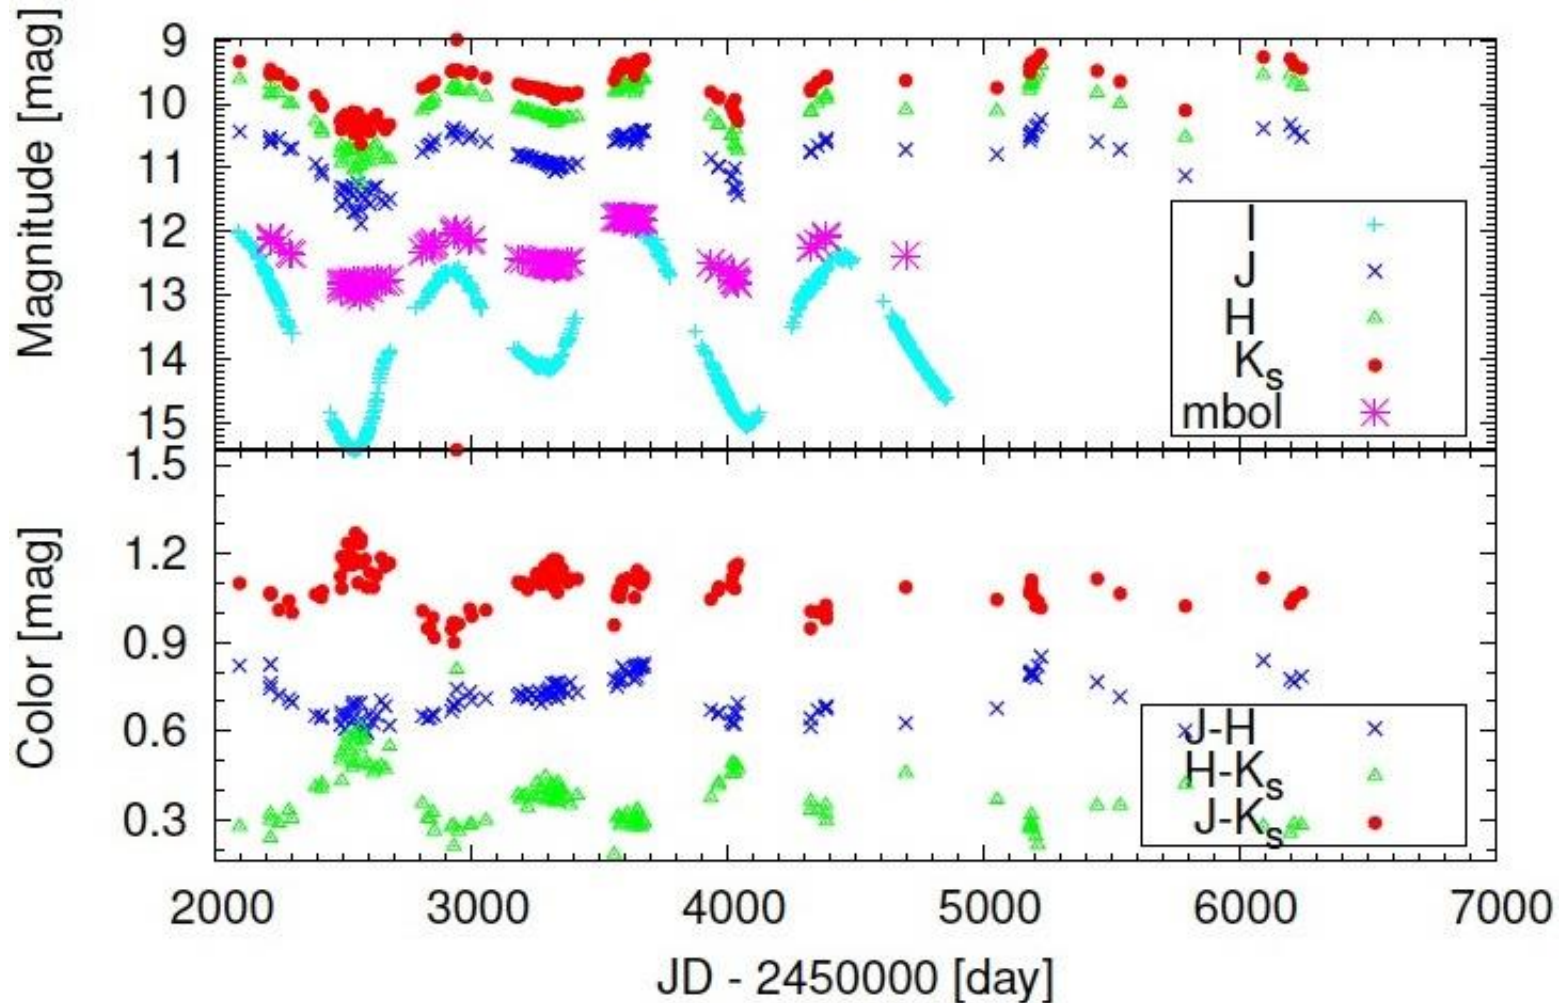 Magnitude [mag]
9
10
11
12
13
14
15
I
J
H
Ks
mbol
Color [mag]
1.5
1.2
0.9
0.6
0.3
J-H
H-Ks
J-Ks
2000 3000 4000 5000 6000 7000
JD - 2450000 [day]